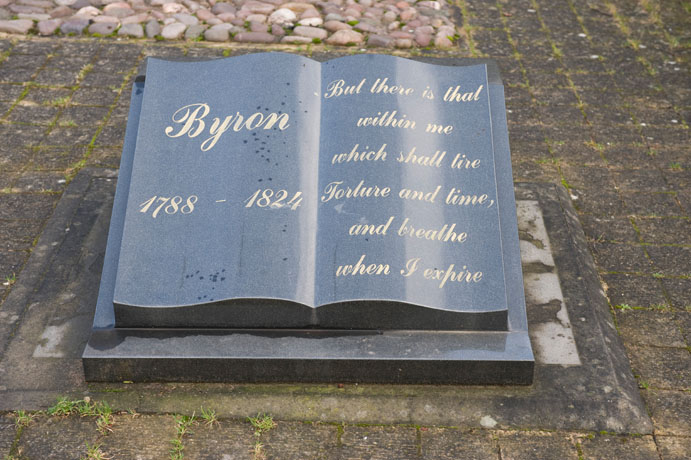 Byron
1788 - 1824
But there is that
within me
which shall tire
Torture and time,
and breathe
when I expire